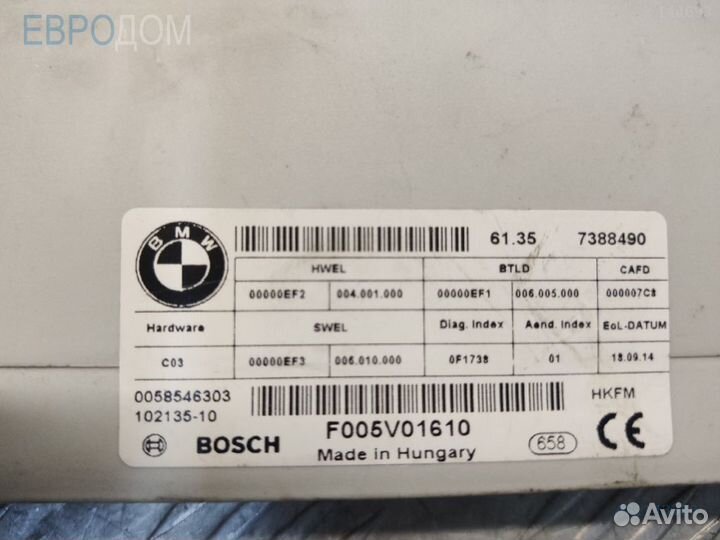 ЕВРОДОМ
BMW
61.35 7388490
HWEL BTLD CAFD
00000EF2 004.001.000 00000EF1 006.005.000 000007C8
Hardware SWEL Diag. Index Aend. Index EoL-DATUM
C03 00000EF3 006.010.000 0F1738 01 18.09.14
0058546303
102135-10
HKFM
BOSCH
F005V01610
Made in Hungary
658
CE
Avito